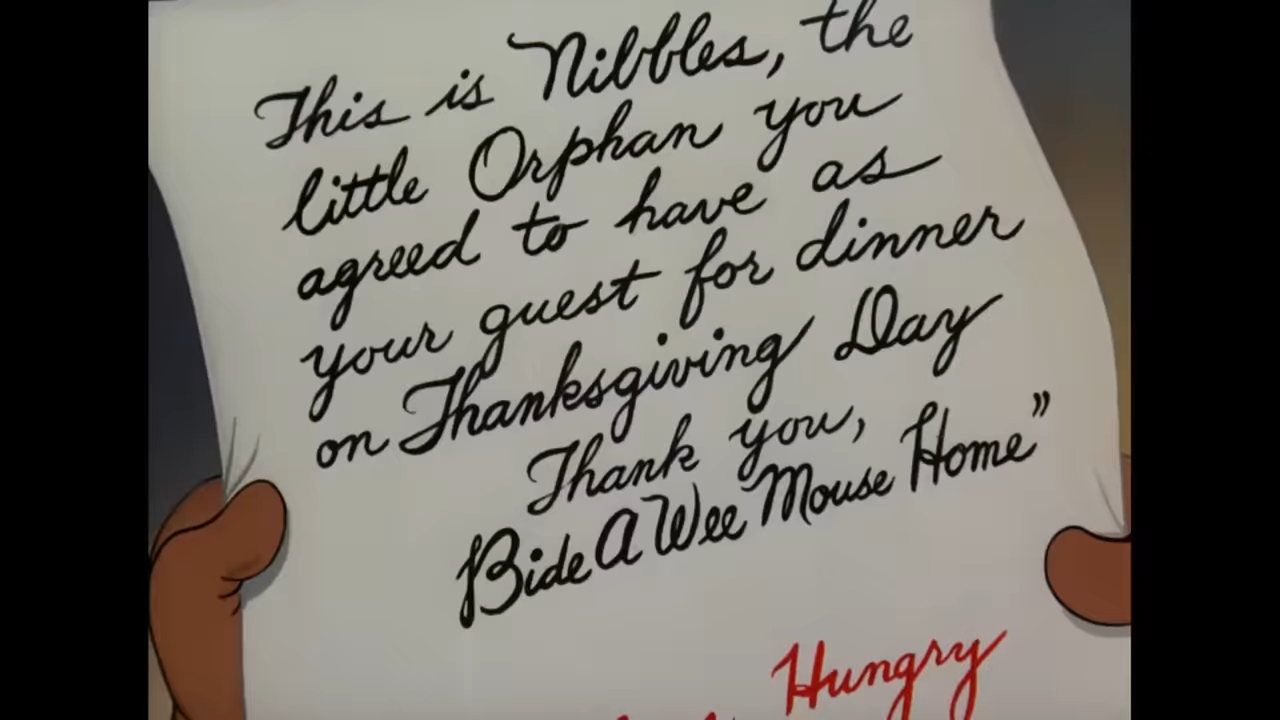 This is Nibbles, the
little Orphan you
agreed to have as
your guest for dinner
on Thanksgiving Day
Thank you,
Bide A Wee Mouse Home”
Hungry